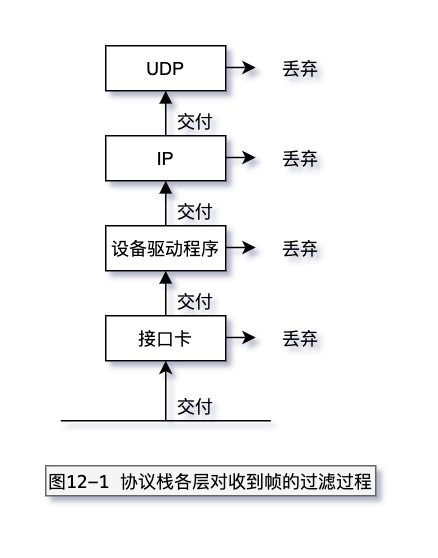 UDP 丢弃
交付
IP 丢弃
交付
设备驱动程序 丢弃
交付
接口卡 丢弃
交付
图12-1 协议栈各层对收到帧的过滤过程